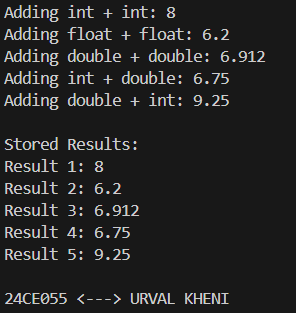 Adding int + int: 8
Adding float + float: 6.2
Adding double + double: 6.912
Adding int + double: 6.75
Adding double + int: 9.25

Stored Results:
Result 1: 8
Result 2: 6.2
Result 3: 6.912
Result 4: 6.75
Result 5: 9.25

24CE055 <---> URVAL KHENI